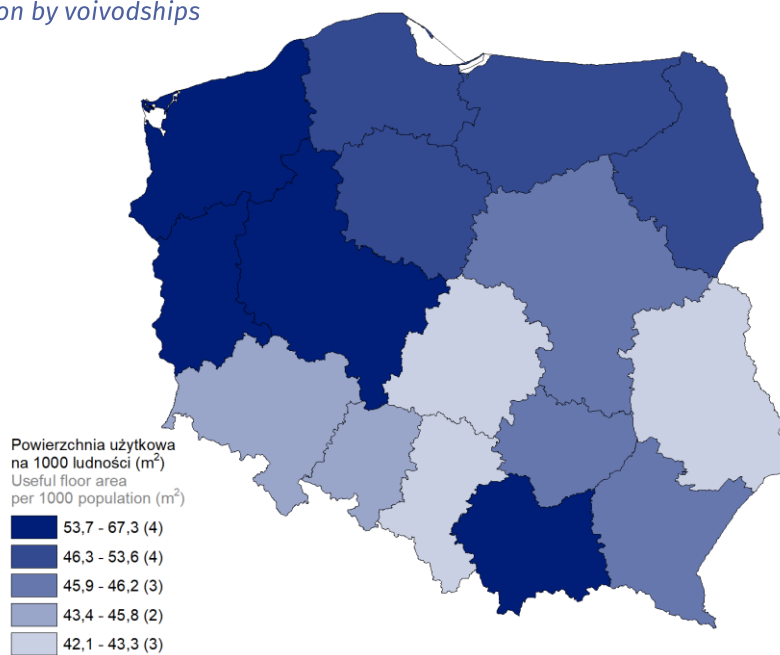 on by voivodships
Powierzchnia użytkowa
na 1000 ludności (m²)
Useful floor area
per 1000 population (m²)
53,7 - 67,3 (4)
46,3 - 53,6 (4)
45,9 - 46,2 (3)
43,4 - 45,8 (2)
42,1 - 43,3 (3)